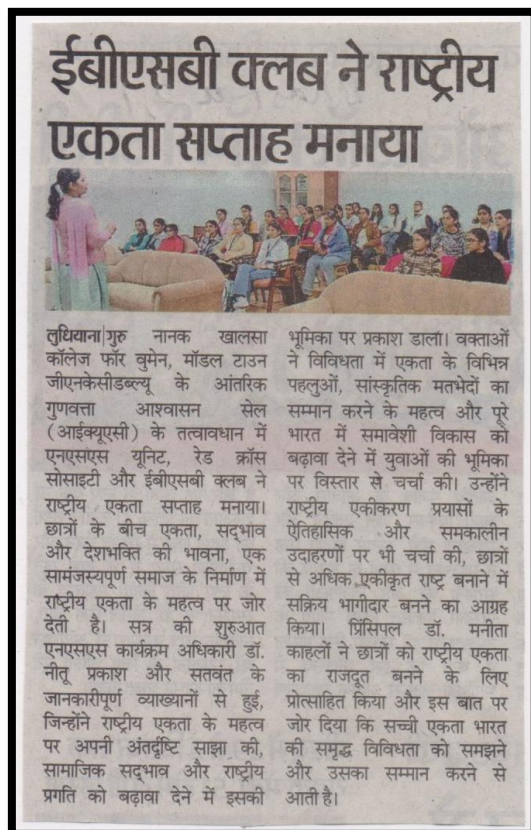 ईबीएसबी क्लब ने राष्ट्रीय
एकता सप्ताह मनाया
लुधियाना|गुरु नानक खालसा
कॉलेज फॉर वुमेन, मॉडल टाउन
जीएनकेसीडब्ल्यू के आंतरिक
गुणवत्ता आश्वासन सेल
(आईक्यूएसी) के तत्वावधान में
एनएसएस यूनिट, रेड क्रॉस
सोसाइटी और ईबीएसबी क्लब ने
राष्ट्रीय एकता सप्ताह मनाया।
छात्रों के बीच एकता, सद्भाव
और देशभक्ति की भावना, एक
सामंजस्यपूर्ण समाज के निर्माण में
राष्ट्रीय एकता के महत्व पर जोर
देती है। सत्र की शुरुआत
एनएसएस कार्यक्रम अधिकारी डॉ.
नीतू प्रकाश और सतवंत के
जानकारीपूर्ण व्याख्यानों से हुई,
जिन्होंने राष्ट्रीय एकता के महत्व
पर अपनी अंतर्दृष्टि साझा की,
सामाजिक सद्भाव और राष्ट्रीय
प्रगति को बढ़ावा देने में इसकी
भूमिका पर प्रकाश डाला। वक्ताओं
ने विविधता में एकता के विभिन्न
पहलुओं, सांस्कृतिक मतभेदों का
सम्मान करने के महत्व और पूरे
भारत में समावेशी विकास को
बढ़ावा देने में युवाओं की भूमिका
पर विस्तार से चर्चा की। उन्होंने
राष्ट्रीय एकीकरण प्रयासों के
ऐतिहासिक और समकालीन
उदाहरणों पर भी चर्चा की, छात्रों
से अधिक एकीकृत राष्ट्र बनाने में
सक्रिय भागीदार बनने का आग्रह
किया। प्रिंसिपल डॉ. मनीता
काहलों ने छात्रों को राष्ट्रीय एकता
का राजदूत बनने के लिए
प्रोत्साहित किया और इस बात पर
जोर दिया कि सच्ची एकता भारत
की समृद्ध विविधता को समझने
और उसका सम्मान करने से
आती है।